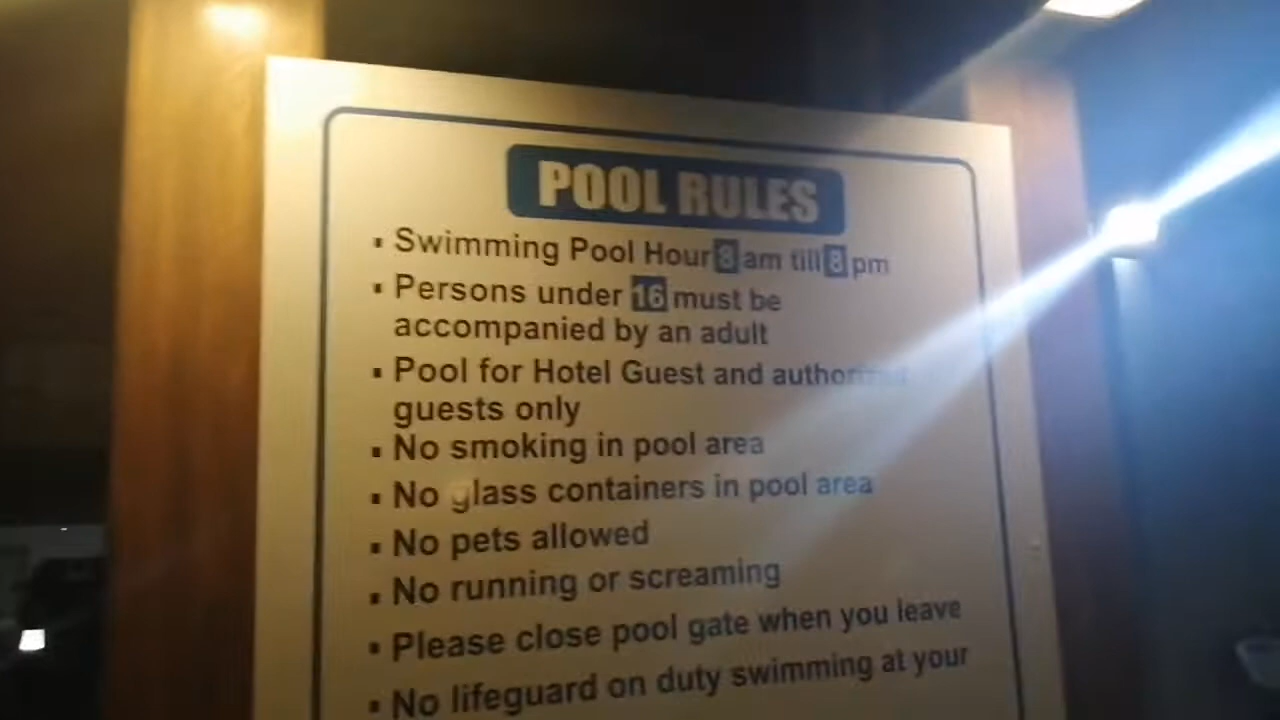 POOL RULES
▪ Swimming Pool Hour 8 am till 8 pm
▪ Persons under 16 must be
accompanied by an adult
▪ Pool for Hotel Guest and
guests only
▪ No smoking in pool area
▪ No glass containers in pool area
▪ No pets allowed
▪ No running or screaming
▪ Please close pool gate when you leave
▪ No lifeguard on duty swimming at your